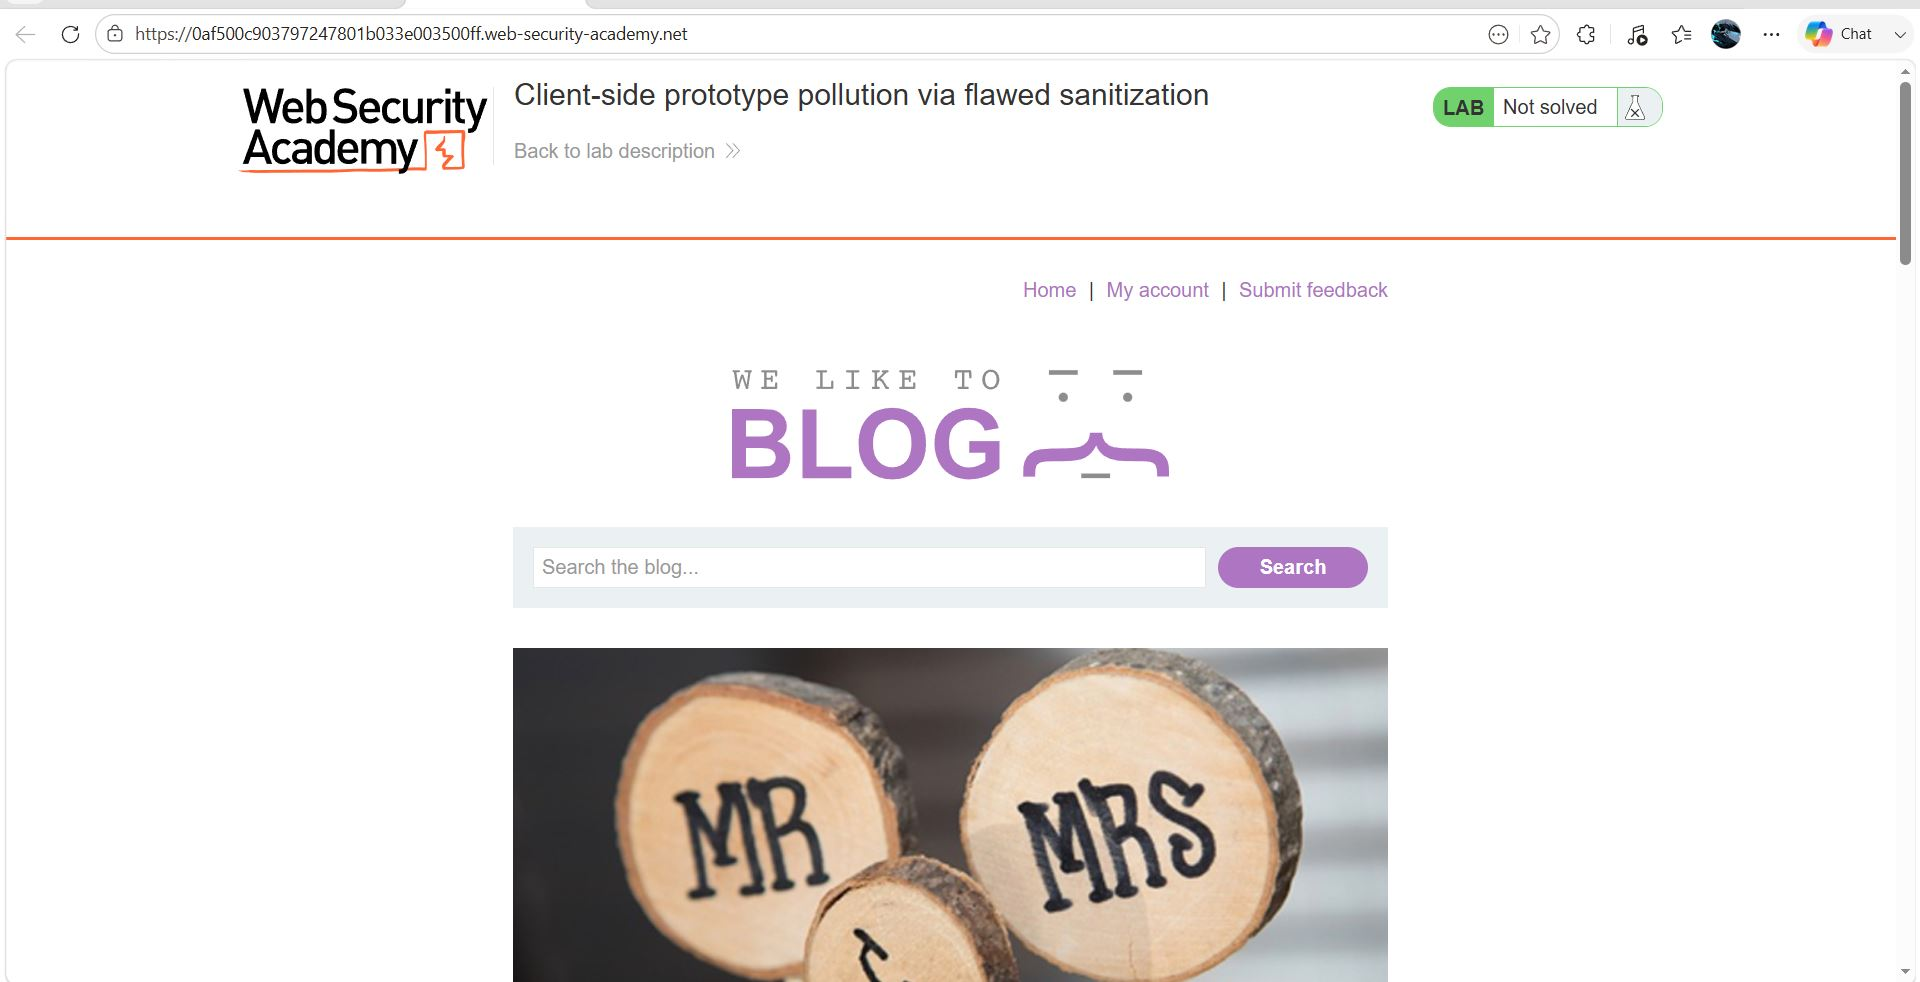 https://0af500c903797247801b033e003500ff.web-security-academy.net
Chat
Web Security
Academy
Client-side prototype pollution via flawed sanitization
Back to lab description
LAB Not solved
Home | My account | Submit feedback
WE LIKE TO
BLOG
Search the blog...
Search
MR
MRS